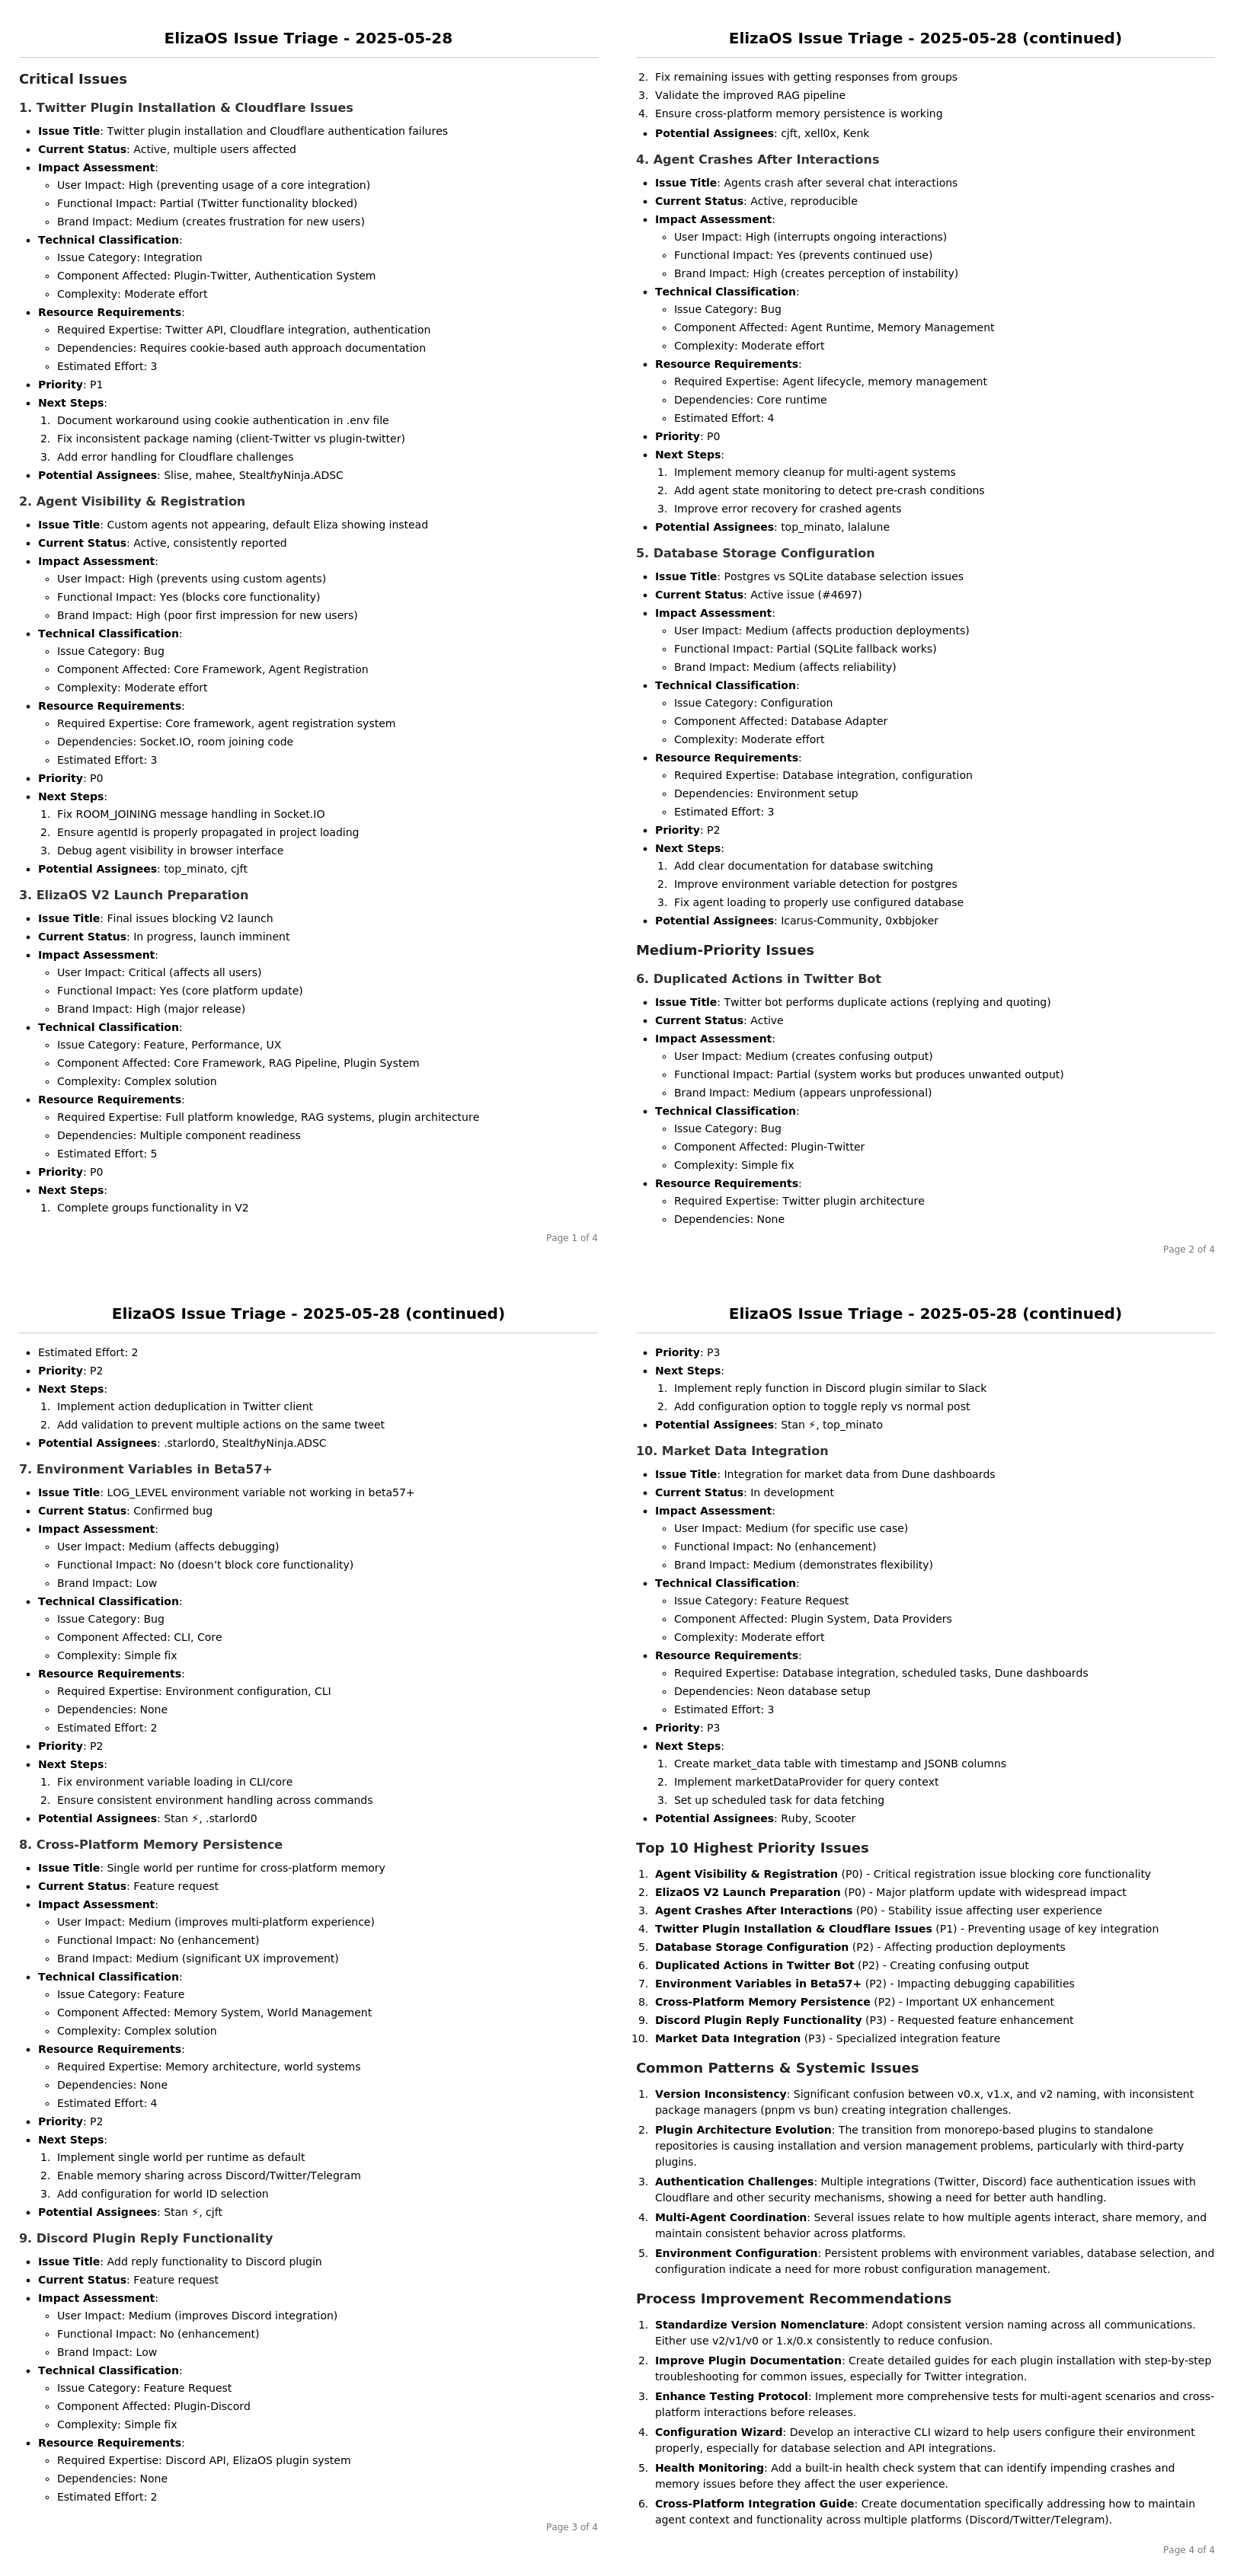 ElizaOS Issue Triage - 2025-05-28
Critical Issues
1. Twitter Plugin Installation & Cloudflare Issues
• Issue Title: Twitter plugin installation and Cloudflare authentication failures
• Current Status: Active, multiple users affected
• Impact Assessment:
◦ User Impact: High (preventing usage of a core integration)
◦ Functional Impact: Partial (Twitter functionality blocked)
◦ Brand Impact: Medium (creates frustration for new users)
• Technical Classification:
◦ Issue Category: Integration
◦ Component Affected: Plugin-Twitter, Authentication System
◦ Complexity: Moderate effort
• Resource Requirements:
◦ Required Expertise: Twitter API, Cloudflare integration, authentication
◦ Dependencies: Requires cookie-based auth approach documentation
◦ Estimated Effort: 3
• Priority: P1
• Next Steps:
1. Document workaround using cookie authentication in .env file
2. Fix inconsistent package naming (client-Twitter vs plugin-twitter)
3. Add error handling for Cloudflare challenges
• Potential Assignees: Slise, mahee, StealtℏyNinja.ADSC
2. Agent Visibility & Registration
• Issue Title: Custom agents not appearing, default Eliza showing instead
• Current Status: Active, consistently reported
• Impact Assessment:
◦ User Impact: High (prevents using custom agents)
◦ Functional Impact: Yes (blocks core functionality)
◦ Brand Impact: High (poor first impression for new users)
• Technical Classification:
◦ Issue Category: Bug
◦ Component Affected: Core Framework, Agent Registration
◦ Complexity: Moderate effort
• Resource Requirements:
◦ Required Expertise: Core framework, agent registration system
◦ Dependencies: Socket.IO, room joining code
◦ Estimated Effort: 3
• Priority: P0
• Next Steps:
1. Fix ROOM_JOINING message handling in Socket.IO
2. Ensure agentId is properly propagated in project loading
3. Debug agent visibility in browser interface
• Potential Assignees: top_minato, cjft
3. ElizaOS V2 Launch Preparation
• Issue Title: Final issues blocking V2 launch
• Current Status: In progress, launch imminent
• Impact Assessment:
◦ User Impact: Critical (affects all users)
◦ Functional Impact: Yes (core platform update)
◦ Brand Impact: High (major release)
• Technical Classification:
◦ Issue Category: Feature, Performance, UX
◦ Component Affected: Core Framework, RAG Pipeline, Plugin System
◦ Complexity: Complex solution
• Resource Requirements:
◦ Required Expertise: Full platform knowledge, RAG systems, plugin architecture
◦ Dependencies: Multiple component readiness
◦ Estimated Effort: 5
• Priority: P0
• Next Steps:
1. Complete groups functionality in V2
Page 1 of 4
ElizaOS Issue Triage - 2025-05-28 (continued)
2. Fix remaining issues with getting responses from groups
3. Validate the improved RAG pipeline
4. Ensure cross-platform memory persistence is working
• Potential Assignees: cjft, xell0x, Kenk
4. Agent Crashes After Interactions
• Issue Title: Agents crash after several chat interactions
• Current Status: Active, reproducible
• Impact Assessment:
◦ User Impact: High (interrupts ongoing interactions)
◦ Functional Impact: Yes (prevents continued use)
◦ Brand Impact: High (creates perception of instability)
• Technical Classification:
◦ Issue Category: Bug
◦ Component Affected: Agent Runtime, Memory Management
◦ Complexity: Moderate effort
• Resource Requirements:
◦ Required Expertise: Agent lifecycle, memory management
◦ Dependencies: Core runtime
◦ Estimated Effort: 4
• Priority: P0
• Next Steps:
1. Implement memory cleanup for multi-agent systems
2. Add agent state monitoring to detect pre-crash conditions
3. Improve error recovery for crashed agents
• Potential Assignees: top_minato, lalalune
5. Database Storage Configuration
• Issue Title: Postgres vs SQLite database selection issues
• Current Status: Active issue (#4697)
• Impact Assessment:
◦ User Impact: Medium (affects production deployments)
◦ Functional Impact: Partial (SQLite fallback works)
◦ Brand Impact: Medium (affects reliability)
• Technical Classification:
◦ Issue Category: Configuration
◦ Component Affected: Database Adapter
◦ Complexity: Moderate effort
• Resource Requirements:
◦ Required Expertise: Database integration, configuration
◦ Dependencies: Environment setup
◦ Estimated Effort: 3
• Priority: P2
• Next Steps:
1. Add clear documentation for database switching
2. Improve environment variable detection for postgres
3. Fix agent loading to properly use configured database
• Potential Assignees: Icarus-Community, 0xbbjoker
Medium-Priority Issues
6. Duplicated Actions in Twitter Bot
• Issue Title: Twitter bot performs duplicate actions (replying and quoting)
• Current Status: Active
• Impact Assessment:
◦ User Impact: Medium (creates confusing output)
◦ Functional Impact: Partial (system works but produces unwanted output)
◦ Brand Impact: Medium (appears unprofessional)
• Technical Classification:
◦ Issue Category: Bug
◦ Component Affected: Plugin-Twitter
◦ Complexity: Simple fix
• Resource Requirements:
◦ Required Expertise: Twitter plugin architecture
◦ Dependencies: None
Page 2 of 4
ElizaOS Issue Triage - 2025-05-28 (continued)
• Estimated Effort: 2
• Priority: P2
• Next Steps:
1. Implement action deduplication in Twitter client
2. Add validation to prevent multiple actions on the same tweet
• Potential Assignees: .starlord0, StealtℏyNinja.ADSC
7. Environment Variables in Beta57+
• Issue Title: LOG_LEVEL environment variable not working in beta57+
• Current Status: Confirmed bug
• Impact Assessment:
◦ User Impact: Medium (affects debugging)
◦ Functional Impact: No (doesn’t block core functionality)
◦ Brand Impact: Low
• Technical Classification:
◦ Issue Category: Bug
◦ Component Affected: CLI, Core
◦ Complexity: Simple fix
• Resource Requirements:
◦ Required Expertise: Environment configuration, CLI
◦ Dependencies: None
◦ Estimated Effort: 2
• Priority: P2
• Next Steps:
1. Fix environment variable loading in CLI/core
2. Ensure consistent environment handling across commands
• Potential Assignees: Stan ⚡, .starlord0
8. Cross-Platform Memory Persistence
• Issue Title: Single world per runtime for cross-platform memory
• Current Status: Feature request
• Impact Assessment:
◦ User Impact: Medium (improves multi-platform experience)
◦ Functional Impact: No (enhancement)
◦ Brand Impact: Medium (significant UX improvement)
• Technical Classification:
◦ Issue Category: Feature
◦ Component Affected: Memory System, World Management
◦ Complexity: Complex solution
• Resource Requirements:
◦ Required Expertise: Memory architecture, world systems
◦ Dependencies: None
◦ Estimated Effort: 4
• Priority: P2
• Next Steps:
1. Implement single world per runtime as default
2. Enable memory sharing across Discord/Twitter/Telegram
3. Add configuration for world ID selection
• Potential Assignees: Stan ⚡, cjft
9. Discord Plugin Reply Functionality
• Issue Title: Add reply functionality to Discord plugin
• Current Status: Feature request
• Impact Assessment:
◦ User Impact: Medium (improves Discord integration)
◦ Functional Impact: No (enhancement)
◦ Brand Impact: Low
• Technical Classification:
◦ Issue Category: Feature Request
◦ Component Affected: Plugin-Discord
◦ Complexity: Simple fix
• Resource Requirements:
◦ Required Expertise: Discord API, ElizaOS plugin system
◦ Dependencies: None
◦ Estimated Effort: 2
Page 3 of 4
ElizaOS Issue Triage - 2025-05-28 (continued)
• Priority: P3
• Next Steps:
1. Implement reply function in Discord plugin similar to Slack
2. Add configuration option to toggle reply vs normal post
• Potential Assignees: Stan ⚡, top_minato
10. Market Data Integration
• Issue Title: Integration for market data from Dune dashboards
• Current Status: In development
• Impact Assessment:
◦ User Impact: Medium (for specific use case)
◦ Functional Impact: No (enhancement)
◦ Brand Impact: Medium (demonstrates flexibility)
• Technical Classification:
◦ Issue Category: Feature Request
◦ Component Affected: Plugin System, Data Providers
◦ Complexity: Moderate effort
• Resource Requirements:
◦ Required Expertise: Database integration, scheduled tasks, Dune dashboards
◦ Dependencies: Neon database setup
◦ Estimated Effort: 3
• Priority: P3
• Next Steps:
1. Create market_data table with timestamp and JSONB columns
2. Implement marketDataProvider for query context
3. Set up scheduled task for data fetching
• Potential Assignees: Ruby, Scooter
Top 10 Highest Priority Issues
1. Agent Visibility & Registration (P0) - Critical registration issue blocking core functionality
2. ElizaOS V2 Launch Preparation (P0) - Major platform update with widespread impact
3. Agent Crashes After Interactions (P0) - Stability issue affecting user experience
4. Twitter Plugin Installation & Cloudflare Issues (P1) - Preventing usage of key integration
5. Database Storage Configuration (P2) - Affecting production deployments
6. Duplicated Actions in Twitter Bot (P2) - Creating confusing output
7. Environment Variables in Beta57+ (P2) - Impacting debugging capabilities
8. Cross-Platform Memory Persistence (P2) - Important UX enhancement
9. Discord Plugin Reply Functionality (P3) - Requested feature enhancement
10. Market Data Integration (P3) - Specialized integration feature
Common Patterns & Systemic Issues
1. Version Inconsistency: Significant confusion between v0.x, v1.x, and v2 naming, with inconsistent
package managers (pnpm vs bun) creating integration challenges.
2. Plugin Architecture Evolution: The transition from monorepo-based plugins to standalone
repositories is causing installation and version management problems, particularly with third-party
plugins.
3. Authentication Challenges: Multiple integrations (Twitter, Discord) face authentication issues with
Cloudflare and other security mechanisms, showing a need for better auth handling.
4. Multi-Agent Coordination: Several issues relate to how multiple agents interact, share memory, and
maintain consistent behavior across platforms.
5. Environment Configuration: Persistent problems with environment variables, database selection, and
configuration indicate a need for more robust configuration management.
Process Improvement Recommendations
1. Standardize Version Nomenclature: Adopt consistent version naming across all communications.
Either use v2/v1/v0 or 1.x/0.x consistently to reduce confusion.
2. Improve Plugin Documentation: Create detailed guides for each plugin installation with step-by-step
troubleshooting for common issues, especially for Twitter integration.
3. Enhance Testing Protocol: Implement more comprehensive tests for multi-agent scenarios and cross-
platform interactions before releases.
4. Configuration Wizard: Develop an interactive CLI wizard to help users configure their environment
properly, especially for database selection and API integrations.
5. Health Monitoring: Add a built-in health check system that can identify impending crashes and
memory issues before they affect the user experience.
6. Cross-Platform Integration Guide: Create documentation specifically addressing how to maintain
agent context and functionality across multiple platforms (Discord/Twitter/Telegram).
Page 4 of 4